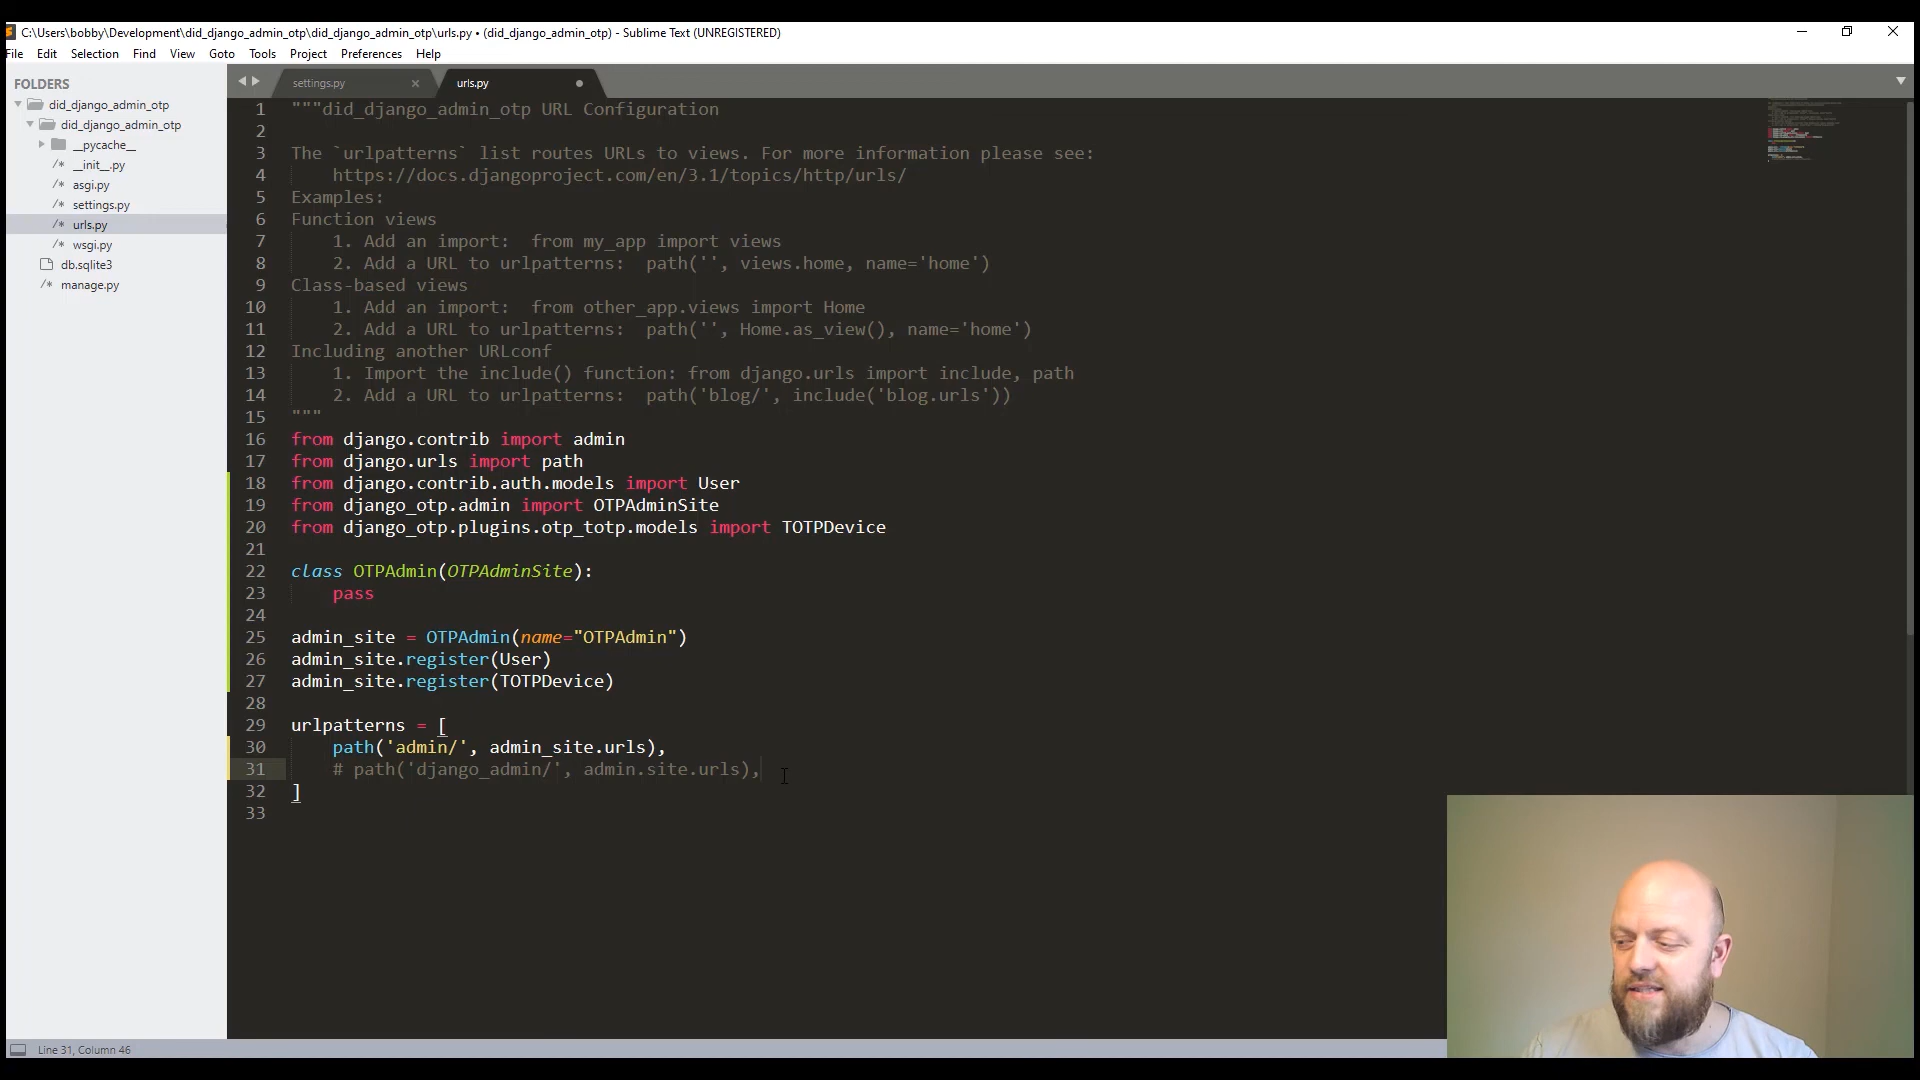 C:\Users\bobby\Development\did_django_admin_otp\did_django_admin_otp\urls.py • (did_django_admin_otp) - Sublime Text (UNREGISTERED)
File Edit Selection Find View Goto Tools Project Preferences Help
FOLDERS
did_django_admin_otp
did_django_admin_otp
__pycache__
/* __init__.py
/* asgi.py
/* settings.py
/* urls.py
/* wsgi.py
db.sqlite3
/* manage.py
settings.py
urls.py
1 """did_django_admin_otp URL Configuration
2
3 The `urlpatterns` list routes URLs to views. For more information please see:
4     https://docs.djangoproject.com/en/3.1/topics/http/urls/
5 Examples:
6 Function views
7     1. Add an import:  from my_app import views
8     2. Add a URL to urlpatterns:  path('', views.home, name='home')
9 Class-based views
10     1. Add an import:  from other_app.views import Home
11     2. Add a URL to urlpatterns:  path('', Home.as_view(), name='home')
12 Including another URLconf
13     1. Import the include() function: from django.urls import include, path
14     2. Add a URL to urlpatterns:  path('blog/', include('blog.urls'))
15 """
16 from django.contrib import admin
17 from django.urls import path
18 from django.contrib.auth.models import User
19 from django_otp.admin import OTPAdminSite
20 from django_otp.plugins.otp_totp.models import TOTPDevice
21
22 class OTPAdmin(OTPAdminSite):
23     pass
24
25 admin_site = OTPAdmin(name="OTPAdmin")
26 admin_site.register(User)
27 admin_site.register(TOTPDevice)
28
29 urlpatterns = [
30     path('admin/', admin_site.urls),
31     # path('django_admin/', admin.site.urls),
32 ]
33
Line 31, Column 46